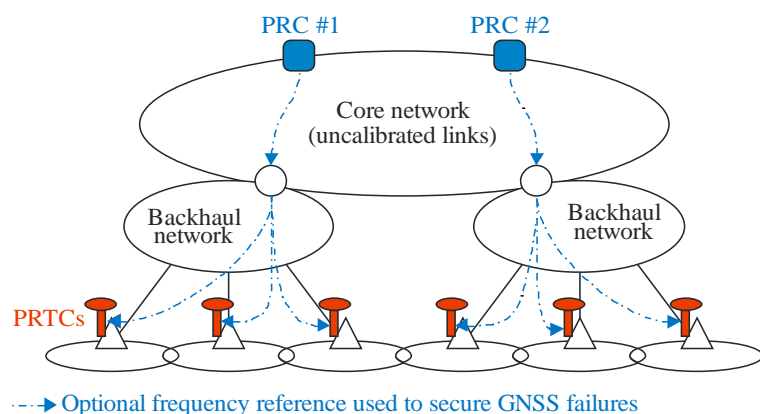 PRC #1
PRC #2
Core network
(uncalibrated links)
Backhaul
network
Backhaul
network
PRTCs
Optional frequency reference used to secure GNSS failures